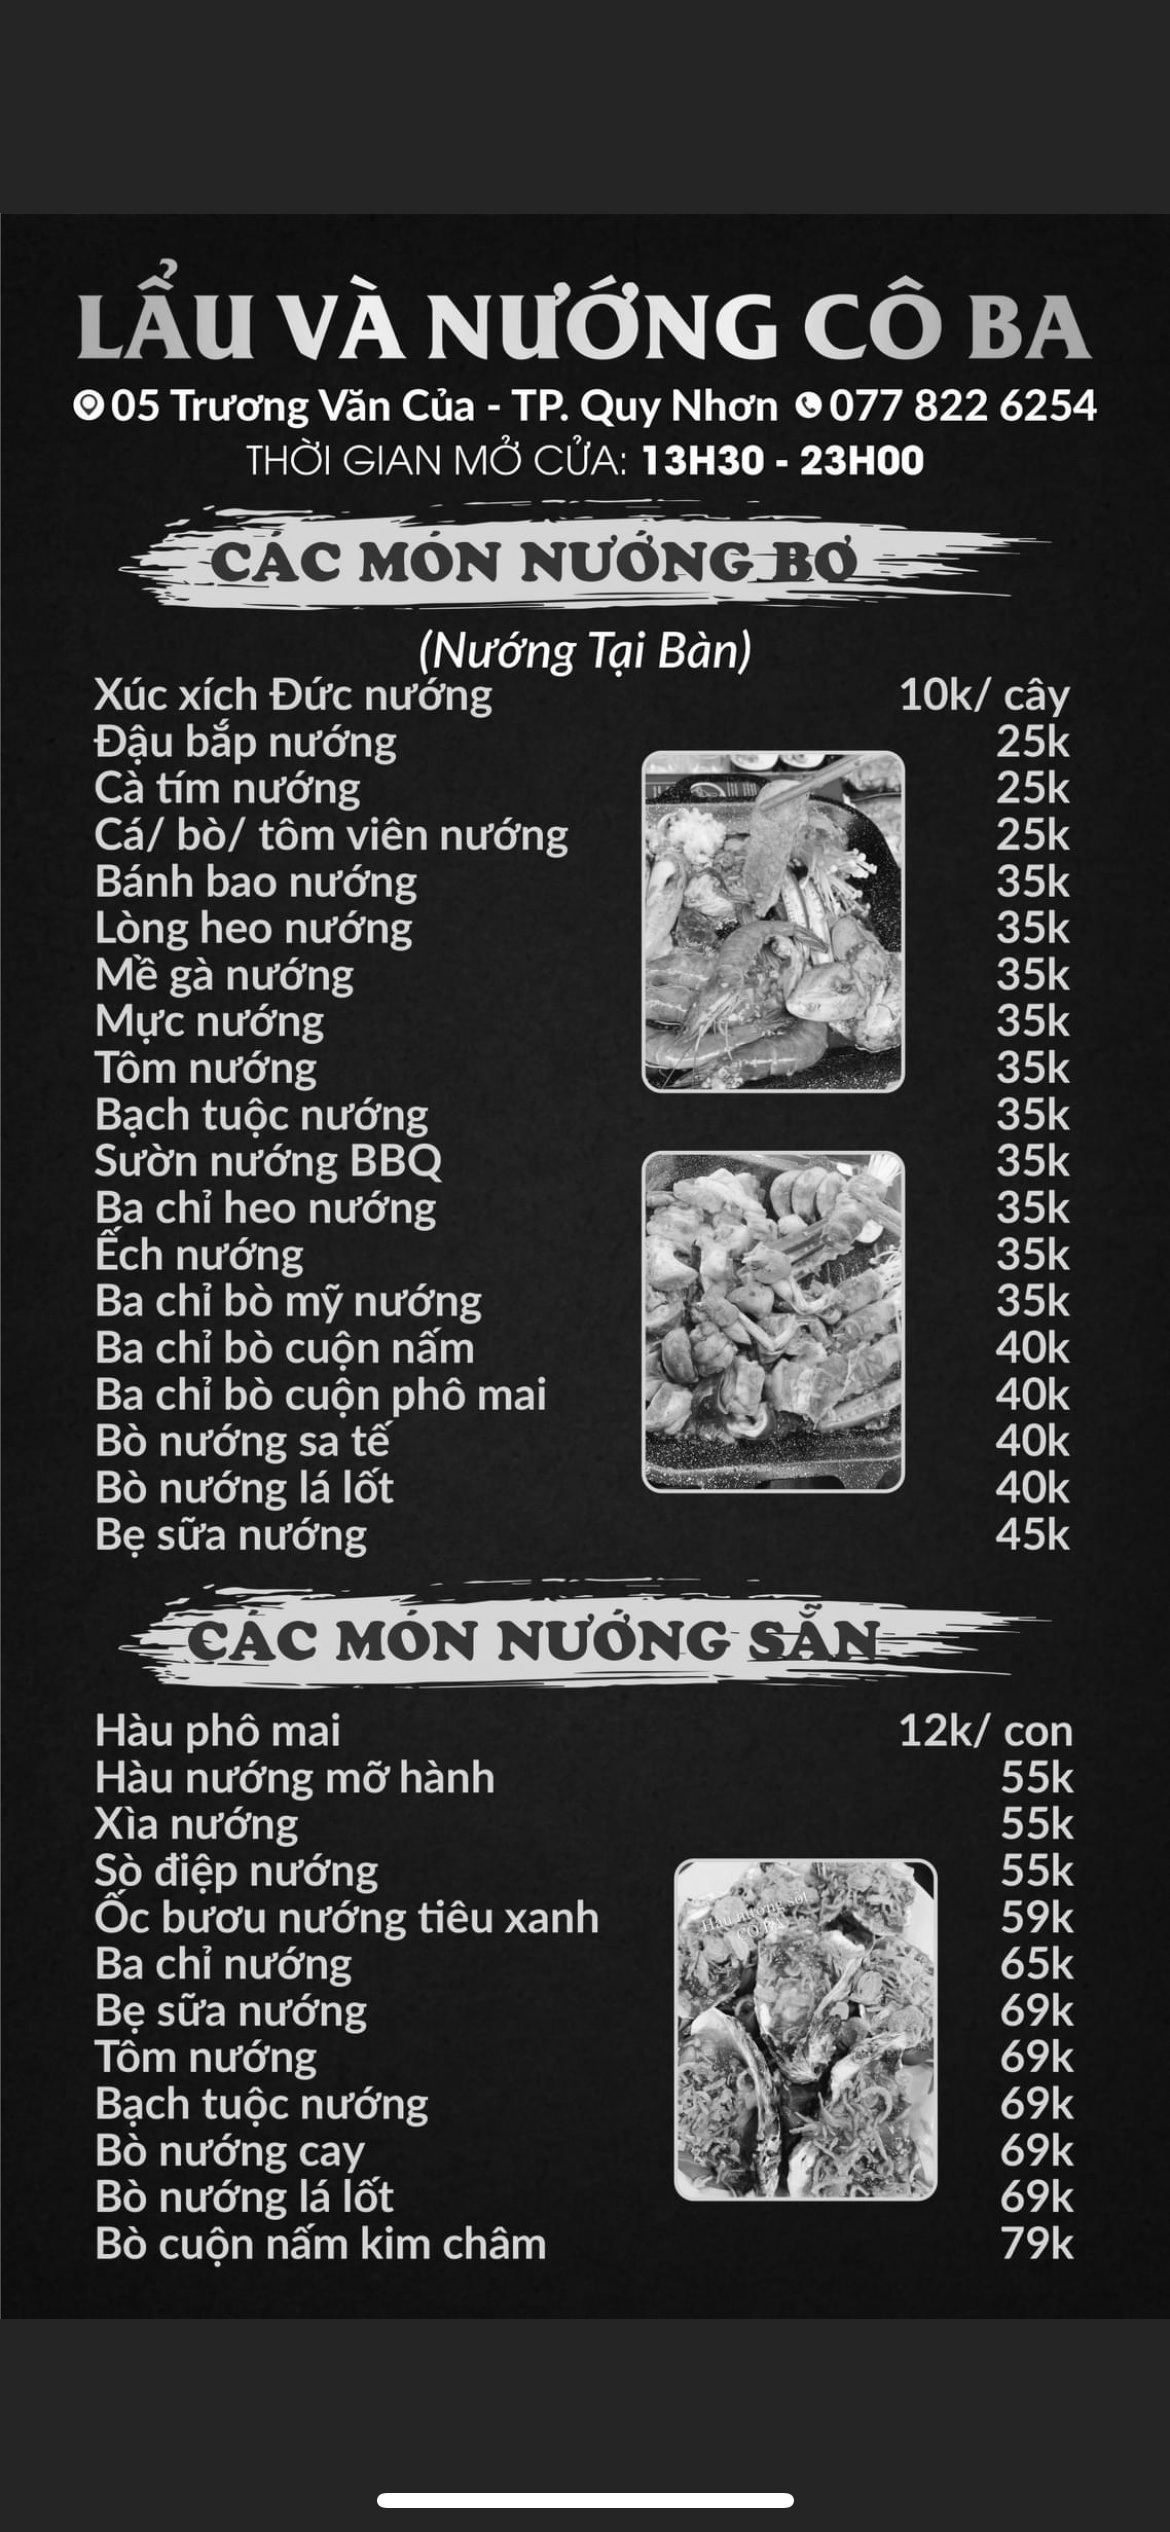 LẨU VÀ NƯỚNG CÔ BA
05 Trương Văn Của - TP. Quy Nhơn 077 822 6254
THỜI GIAN MỞ CỬA: 13H30 - 23H00
CÁC MÓN NƯỚNG BƠ
(Nướng Tại Bàn)
Xúc xích Đức nướng 10k/ cây
Đậu bắp nướng 25k
Cà tím nướng 25k
Cá/ bò/ tôm viên nướng 25k
Bánh bao nướng 35k
Lòng heo nướng 35k
Mề gà nướng 35k
Mực nướng 35k
Tôm nướng 35k
Bạch tuộc nướng 35k
Sườn nướng BBQ 35k
Ba chỉ heo nướng 35k
Ếch nướng 35k
Ba chỉ bò mỹ nướng 35k
Ba chỉ bò cuộn nấm 40k
Ba chỉ bò cuộn phô mai 40k
Bò nướng sa tế 40k
Bò nướng lá lốt 40k
Bẹ sữa nướng 45k
CÁC MÓN NƯỚNG SẴN
Hàu phô mai 12k/ con
Hàu nướng mỡ hành 55k
Xìa nướng 55k
Sò điệp nướng 55k
Ốc bươu nướng tiêu xanh 59k
Ba chỉ nướng 65k
Bẹ sữa nướng 69k
Tôm nướng 69k
Bạch tuộc nướng 69k
Bò nướng cay 69k
Bò nướng lá lốt 69k
Bò cuộn nấm kim châm 79k